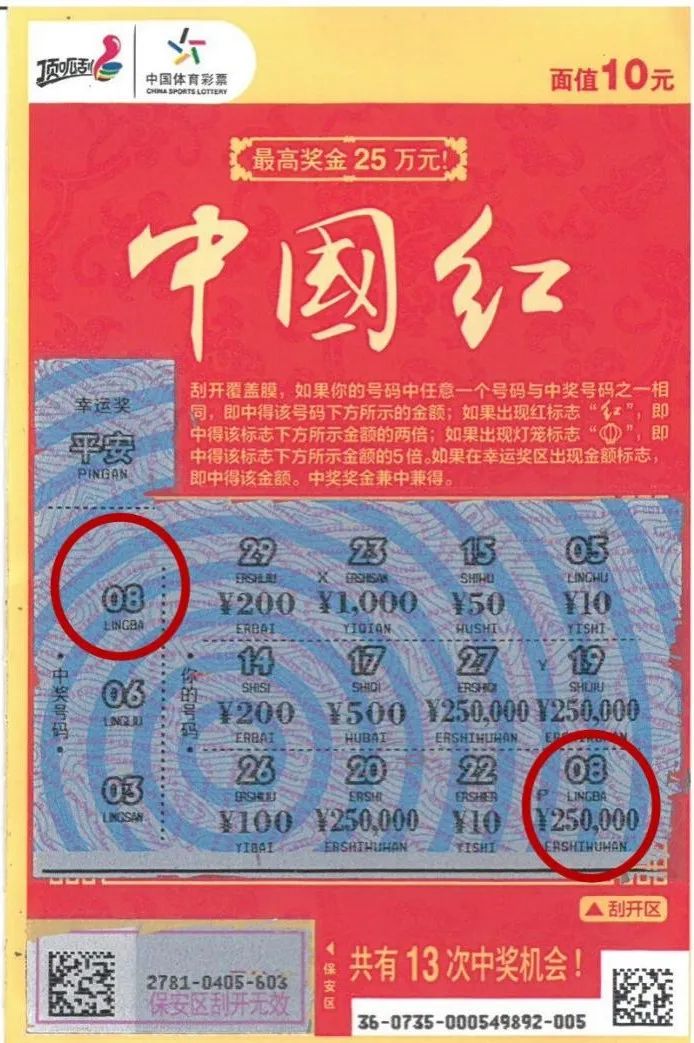 顶呱刮
中国体育彩票
CHINA SPORTS LOTTERY
面值10元
最高奖金 25 万元!
中國红
刮开覆盖膜，如果你的号码中任意一个号码与中奖号码之一相
同，即中得该号码下方所示的金额；如果出现红标志“红”，即
中得该标志下方所示金额的两倍；如果出现灯笼标志“”，即
中得该标志下方所示金额的5倍。如果在幸运奖区出现金额标志，
即中得该金额。中奖奖金兼中兼得。
幸运奖
平安
PINGAN
中奖号码
08
LINGBA
06
LINGLIU
03
LINGSAN
你的号码
29 23 15 05
ERSHIJIU X ERSHISAN SHIWU LINGWU
¥200 ¥1,000 ¥50 ¥10
ERBAI YIQIAN WUSHI YISHI
14 17 27 Y 19
SHISI SHIQI ERSHIQI SHIJIU
¥200 ¥500 ¥250,000 ¥250,000
ERBAI WUBAI ERSHIWUWAN ERSHIWUWAN
26 20 22 08
ERSHILIU ERSHI ERSHIER P LINGBA
¥100 ¥250,000 ¥10 ¥250,000
YIBAI ERSHIWUWAN YISHI ERSHIWUWAN
▲刮开区
2781-0405-603
保安区刮开无效
◀保安区
共有13次中奖机会！
36-0735-000549892-005